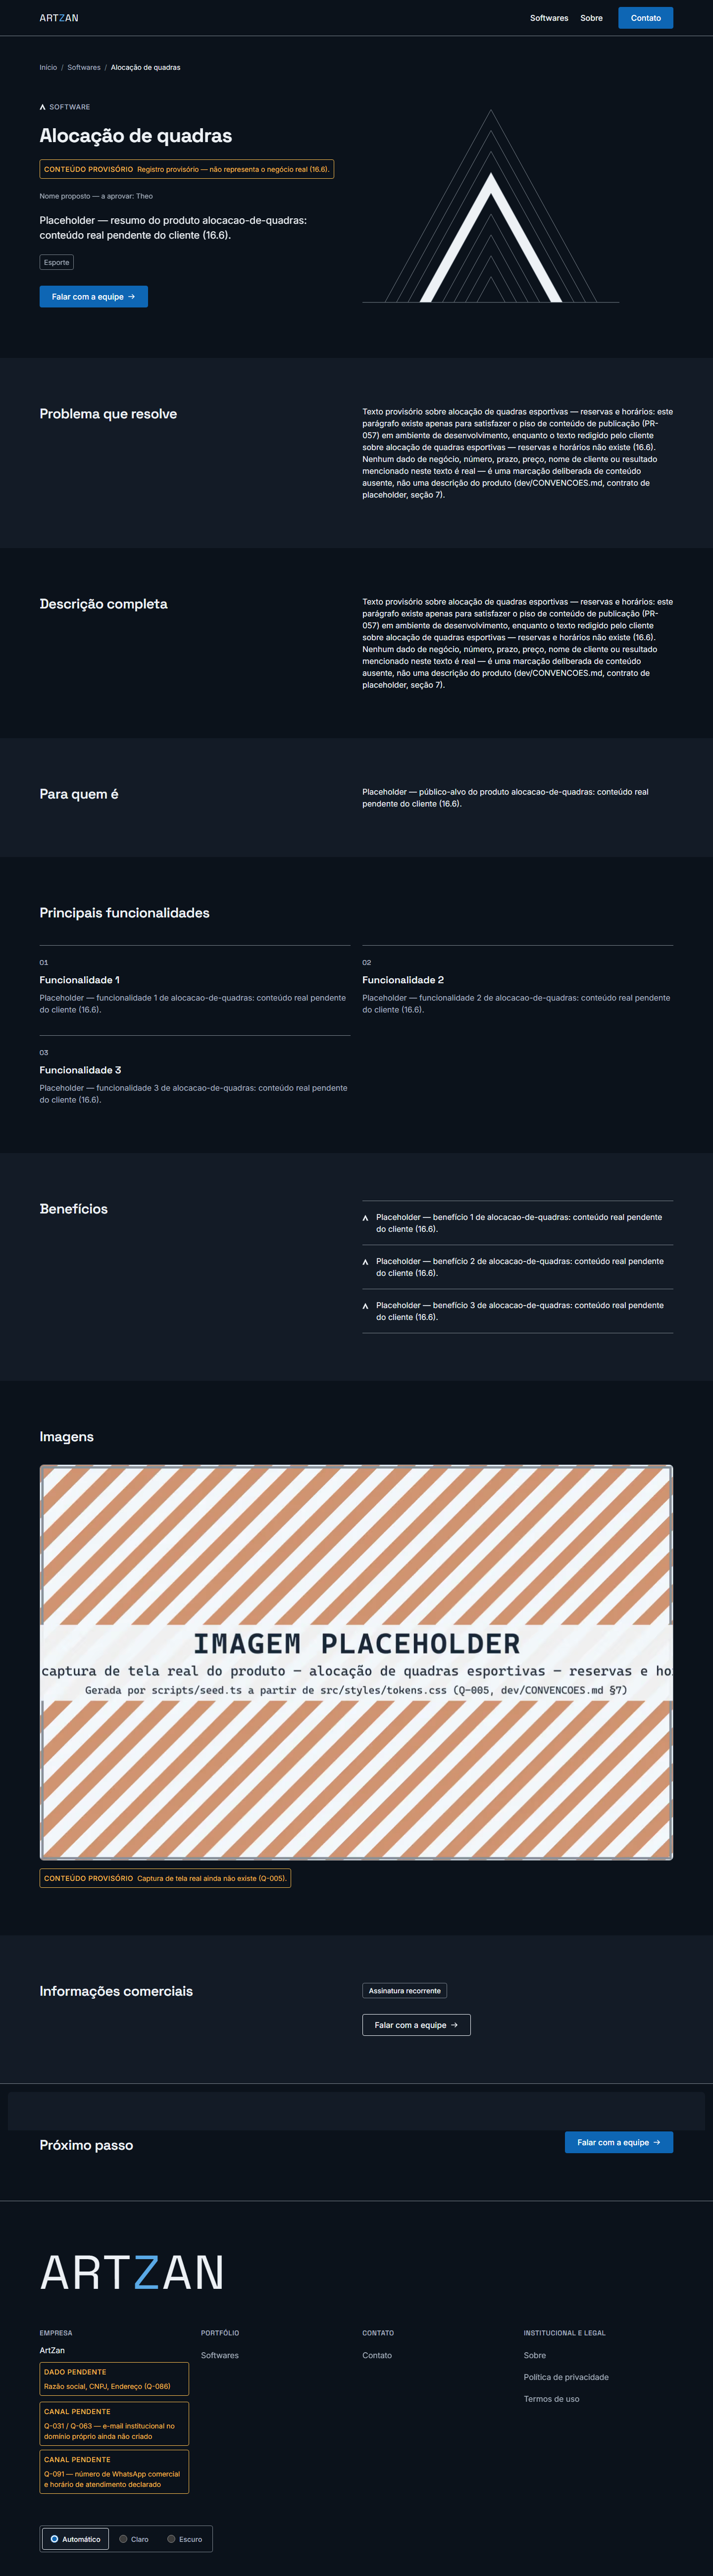 ARTZAN
Softwares
Sobre
Contato
Início / Softwares / Alocação de quadras
SOFTWARE
Alocação de quadras
CONTEÚDO PROVISÓRIO Registro provisório — não representa o negócio real (16.6).
Nome proposto — a aprovar: Theo
Placeholder — resumo do produto alocacao-de-quadras:
conteúdo real pendente do cliente (16.6).
Esporte
Falar com a equipe →
Problema que resolve
Texto provisório sobre alocação de quadras esportivas — reservas e horários: este
parágrafo existe apenas para satisfazer o piso de conteúdo de publicação (PR-
057) em ambiente de desenvolvimento, enquanto o texto redigido pelo cliente
sobre alocação de quadras esportivas — reservas e horários não existe (16.6).
Nenhum dado de negócio, número, prazo, preço, nome de cliente ou resultado
mencionado neste texto é real — é uma marcação deliberada de conteúdo
ausente, não uma descrição do produto (dev/CONVENCOES.md, contrato de
placeholder, seção 7).
Descrição completa
Texto provisório sobre alocação de quadras esportivas — reservas e horários: este
parágrafo existe apenas para satisfazer o piso de conteúdo de publicação (PR-
057) em ambiente de desenvolvimento, enquanto o texto redigido pelo cliente
sobre alocação de quadras esportivas — reservas e horários não existe (16.6).
Nenhum dado de negócio, número, prazo, preço, nome de cliente ou resultado
mencionado neste texto é real — é uma marcação deliberada de conteúdo
ausente, não uma descrição do produto (dev/CONVENCOES.md, contrato de
placeholder, seção 7).
Para quem é
Placeholder — público-alvo do produto alocacao-de-quadras: conteúdo real
pendente do cliente (16.6).
Principais funcionalidades
01
Funcionalidade 1
Placeholder — funcionalidade 1 de alocacao-de-quadras: conteúdo real pendente
do cliente (16.6).
02
Funcionalidade 2
Placeholder — funcionalidade 2 de alocacao-de-quadras: conteúdo real pendente
do cliente (16.6).
03
Funcionalidade 3
Placeholder — funcionalidade 3 de alocacao-de-quadras: conteúdo real pendente
do cliente (16.6).
Benefícios
Placeholder — benefício 1 de alocacao-de-quadras: conteúdo real pendente
do cliente (16.6).
Placeholder — benefício 2 de alocacao-de-quadras: conteúdo real pendente
do cliente (16.6).
Placeholder — benefício 3 de alocacao-de-quadras: conteúdo real pendente
do cliente (16.6).
Imagens
IMAGEM PLACEHOLDER
captura de tela real do produto — alocação de quadras esportivas — reservas e ho
Gerada por scripts/seed.ts a partir de src/styles/tokens.css (Q-005, dev/CONVENCOES.md §7)
CONTEÚDO PROVISÓRIO Captura de tela real ainda não existe (Q-005).
Informações comerciais
Assinatura recorrente
Falar com a equipe →
Próximo passo
Falar com a equipe →
ARTZAN
EMPRESA
ArtZan
DADO PENDENTE
Razão social, CNPJ, Endereço (Q-086)
CANAL PENDENTE
Q-031 / Q-063 — e-mail institucional no
domínio próprio ainda não criado
CANAL PENDENTE
Q-091 — número de WhatsApp comercial
e horário de atendimento declarado
PORTFÓLIO
Softwares
CONTATO
Contato
INSTITUCIONAL E LEGAL
Sobre
Política de privacidade
Termos de uso
Automático
Claro
Escuro